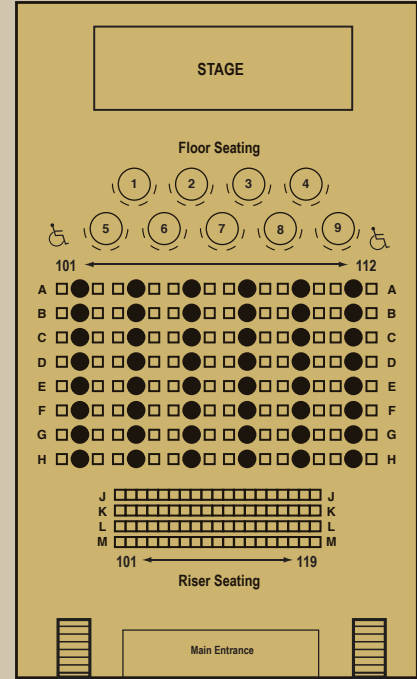 STAGE
Floor Seating
1 2 3 4
5 6 7 8 9
101 112
A A
B B
C C
D D
E E
F F
G G
H H
J J
K K
L L
M M
101 119
Riser Seating
Main Entrance